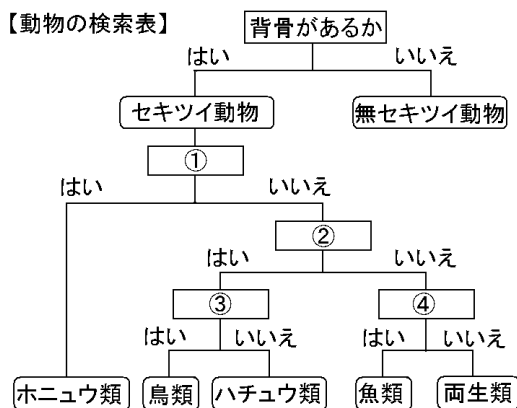 【動物の検索表】
背骨があるか
はい
いいえ
セキツイ動物
無セキツイ動物
①
はい
いいえ
②
はい
いいえ
③
④
はい
いいえ
はい
いいえ
ホニュウ類
鳥類
ハチュウ類
魚類
両生類